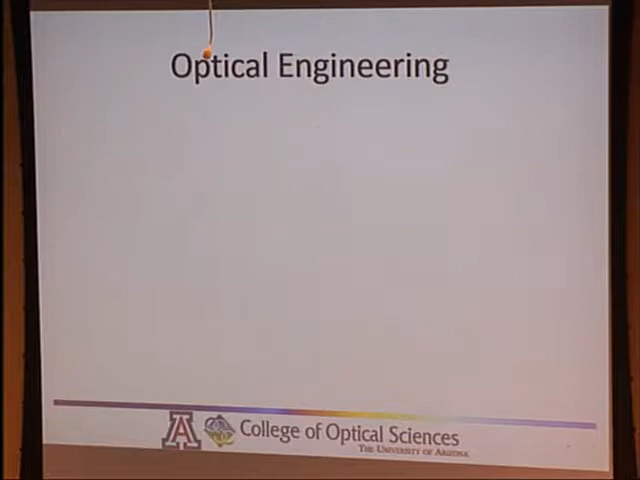 Optical Engineering
A
College of Optical Sciences
THE UNIVERSITY OF ARIZONA